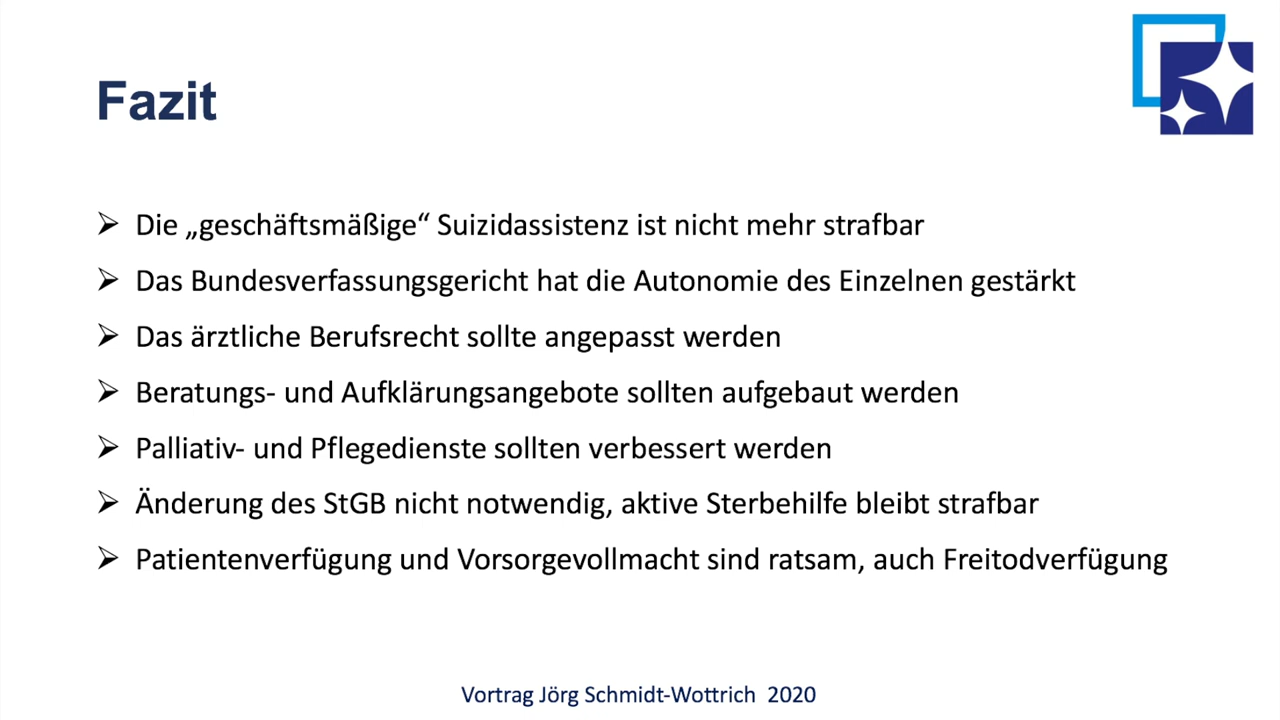 Fazit
➢ Die „geschäftsmäßige“ Suizidassistenz ist nicht mehr strafbar
➢ Das Bundesverfassungsgericht hat die Autonomie des Einzelnen gestärkt
➢ Das ärztliche Berufsrecht sollte angepasst werden
➢ Beratungs- und Aufklärungsangebote sollten aufgebaut werden
➢ Palliativ- und Pflegedienste sollten verbessert werden
➢ Änderung des StGB nicht notwendig, aktive Sterbehilfe bleibt strafbar
➢ Patientenverfügung und Vorsorgevollmacht sind ratsam, auch Freitodverfügung
Vortrag Jörg Schmidt-Wottrich 2020